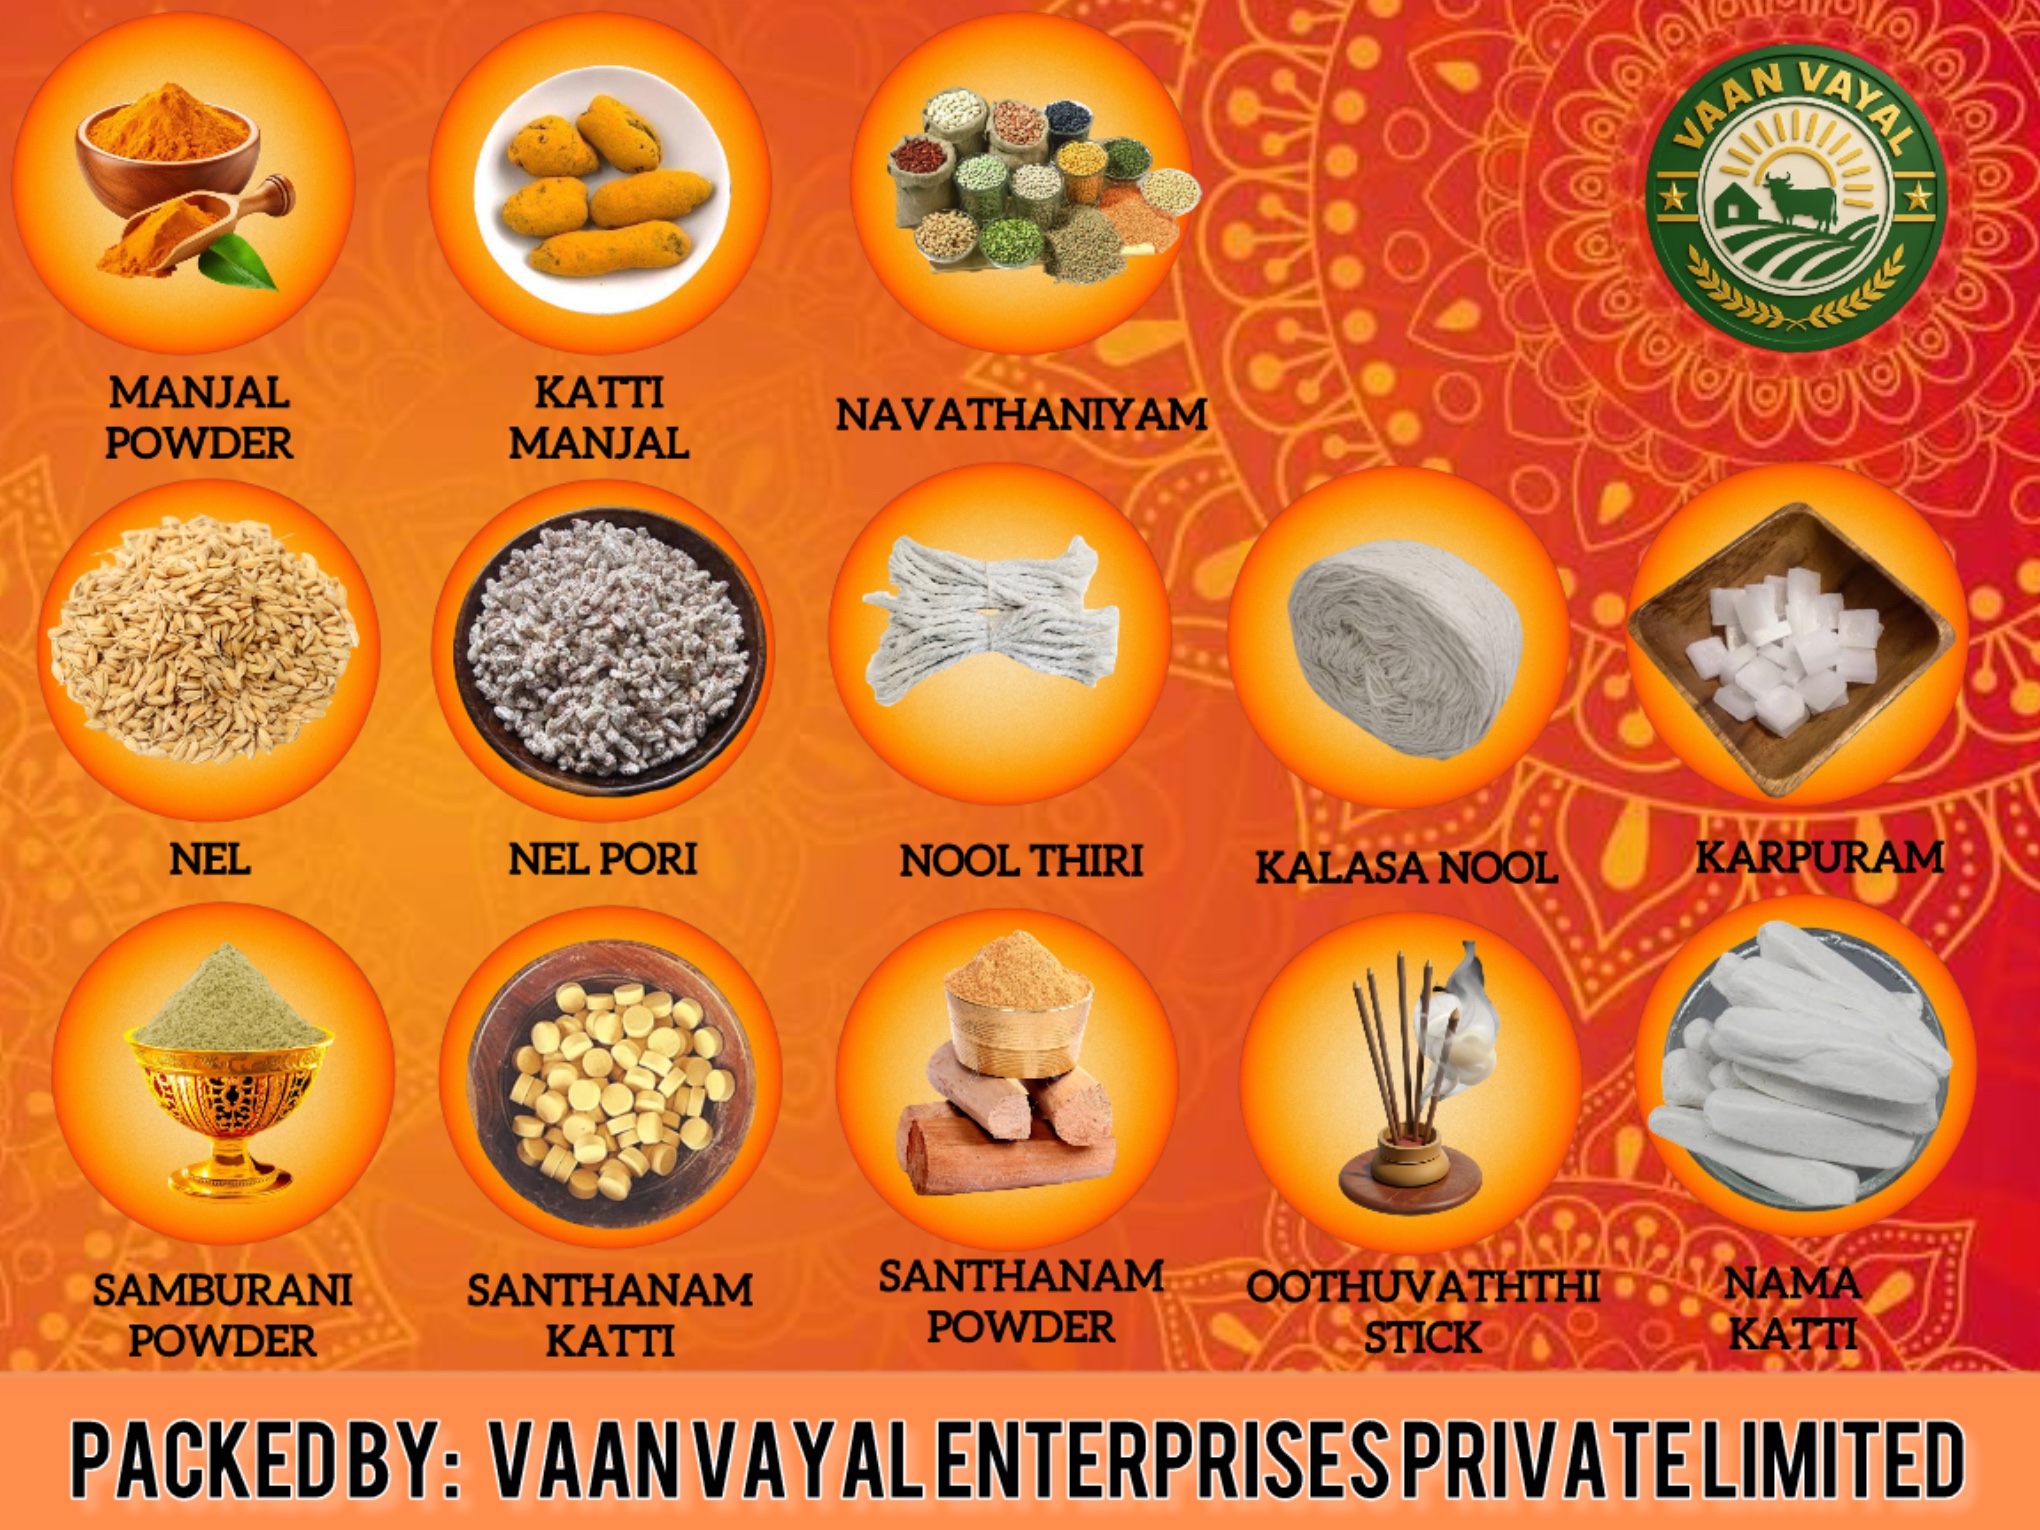 VAAN VAYAL
MANJAL
POWDER
KATTI
MANJAL
NAVATHANIYAM
NEL
NEL PORI
NOOL THIRI
KALASA NOOL
KARPURAM
SAMBURANI
POWDER
SANTHANAM
KATTI
SANTHANAM
POWDER
OOTHUVATHTHI
STICK
NAMA
KATTI
PACKED BY: VAAN VAYAL ENTERPRISES PRIVATE LIMITED